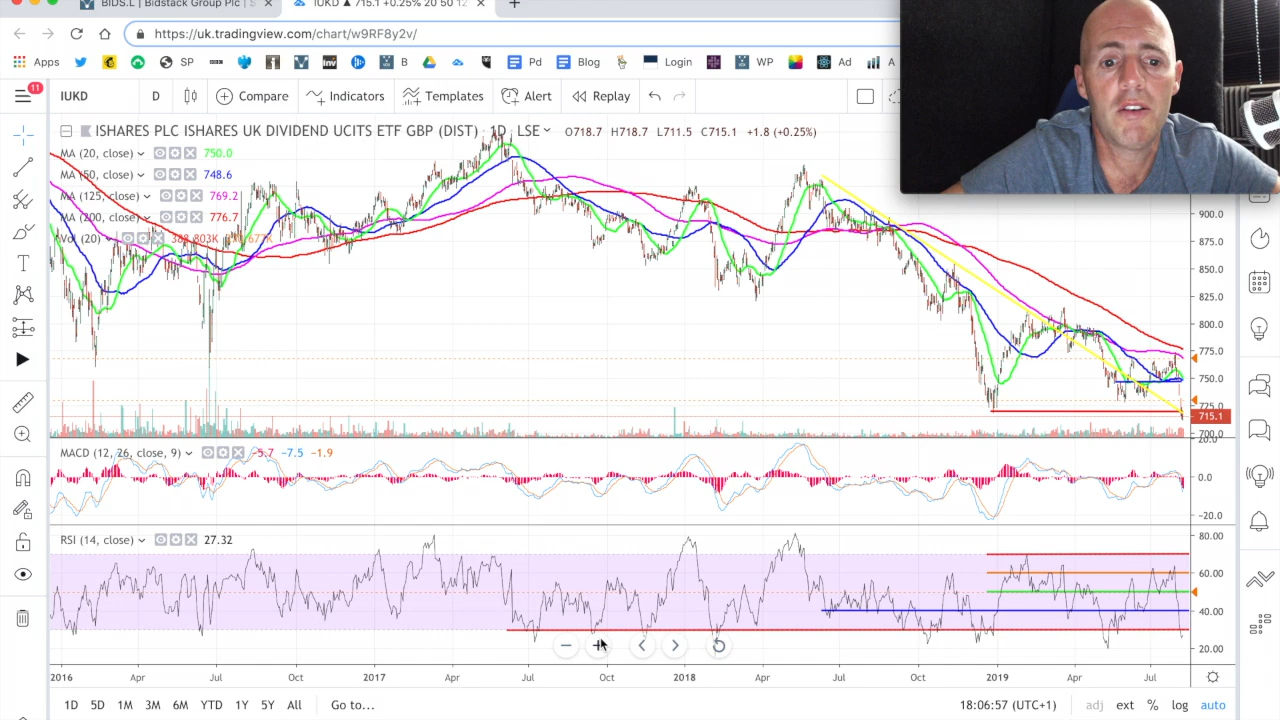 BIDS.L | Bidstack Group Plc | S
IUKD ▲ 715.1 +0.25% 20 50 12
https://uk.tradingview.com/chart/w9RF8y2v/
Apps SP B Pd Blog Login WP Ad A
11
IUKD D Compare Indicators Templates Alert Replay
ISHARES PLC ISHARES UK DIVIDEND UCITS ETF GBP (DIST) 1D LSE O718.7 H718.7 L711.5 C715.1 +1.8 (+0.25%)
MA (20, close) 750.0
MA (50, close) 748.6
MA (125, close) 769.2
MA (200, close) 776.7
Vol (20)
900.0
875.0
850.0
825.0
800.0
775.0
750.0
725.0
715.1
700.0
MACD (12, 26, close, 9) -5.7 -7.5 -1.9
20.0
0.0
-20.0
RSI (14, close) 27.32
80.00
60.00
40.00
20.00
2016 Apr Jul Oct 2017 Apr Jul Oct 2018 Apr Jul Oct 2019 Apr Jul
1D 5D 1M 3M 6M YTD 1Y 5Y All Go to... 18:06:57 (UTC+1) adj ext % log auto